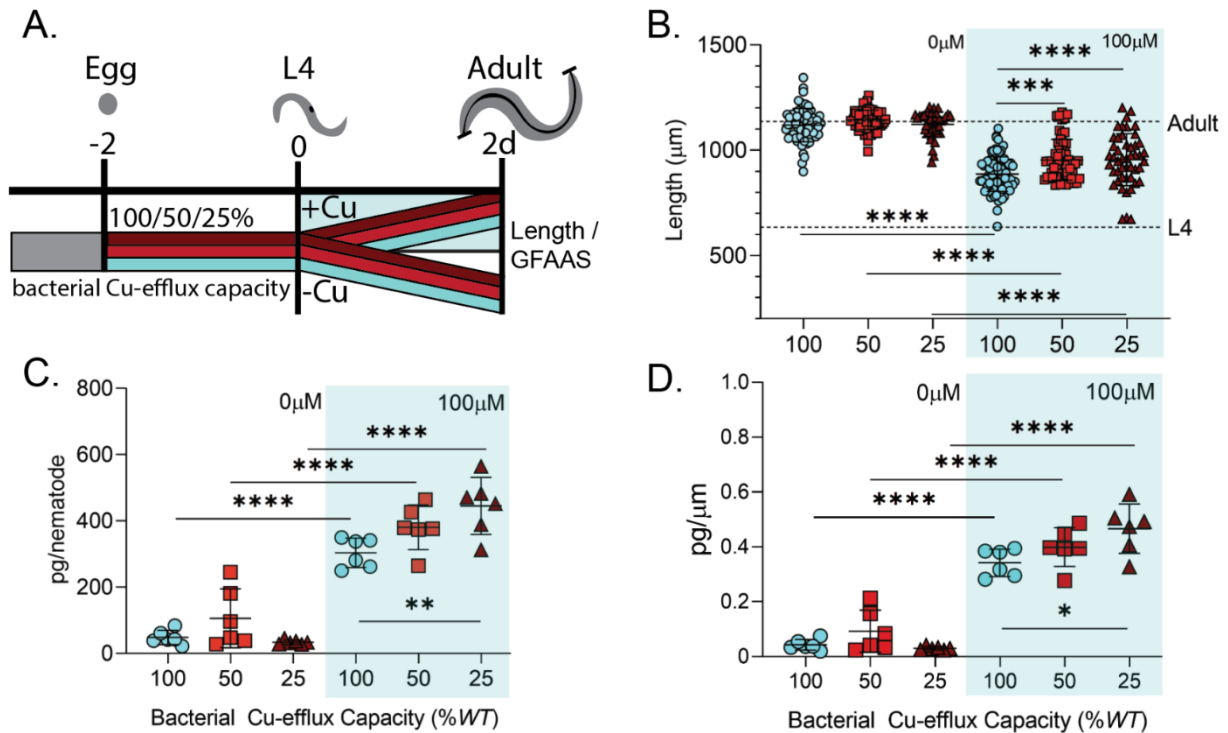 A.
Egg
L4
Adult
-2
0
2d
100/50/25%
+Cu
Length /
GFAAS
bacterial Cu-efflux capacity
-Cu
B.
0μM
100μM
1500
1000
600
200
Length (μm)
****
***
****
****
****
Adult
L4
100
50
25
100
50
25
C.
0μM
100μM
800
600
400
200
0
pg/nematode
****
****
****
**
100
50
25
100
50
25
Bacterial Cu-efflux Capacity (%WT)
D.
0μM
100μM
1.0
0.8
0.6
0.4
0.2
0
pg/μm
****
****
****
*
100
50
25
100
50
25
Bacterial Cu-efflux Capacity (%WT)